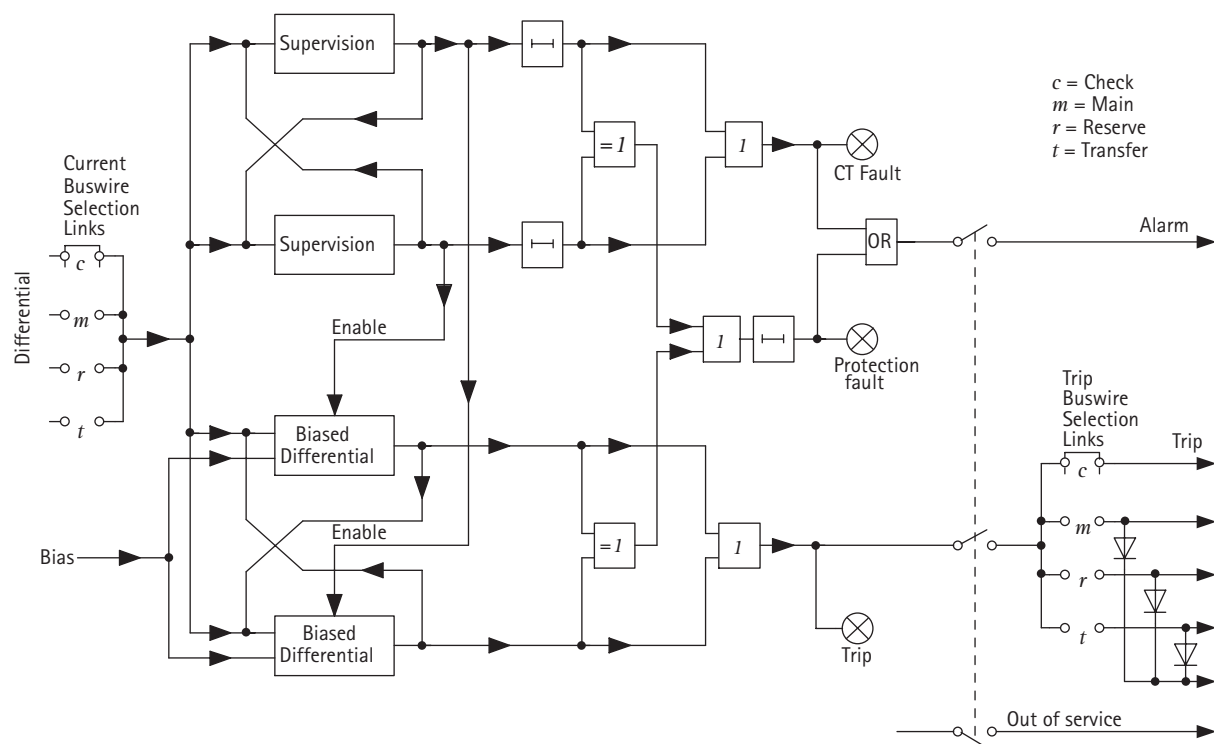 Supervision
c = Check
m = Main
r = Reserve
t = Transfer
= 1
1
CT Fault
Current
Buswire
Selection
Links
Supervision
OR
Alarm
Differential
c
m
r
t
Enable
1
Protection
fault
Trip
Buswire
Selection
Links
Biased
Differential
Trip
c
m
r
t
Enable
Bias
= 1
1
Biased
Differential
Trip
Out of service